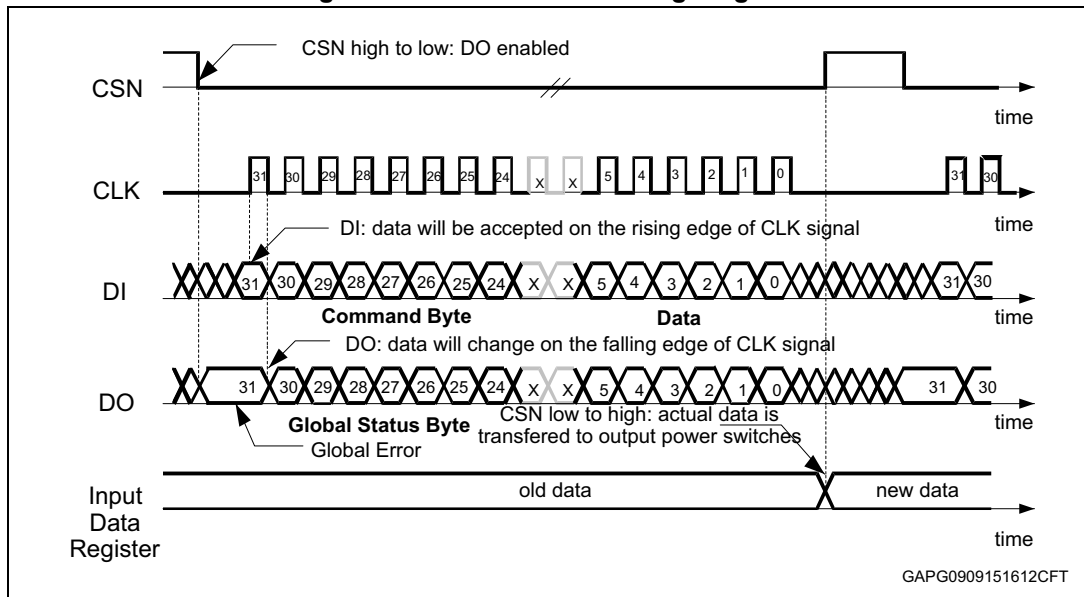 CSN high to low: DO enabled
CSN
time
31 30 29 28 27 26 25 24 X X 5 4 3 2 1 0 31 30
CLK
time
DI: data will be accepted on the rising edge of CLK signal
31 30 29 28 27 26 25 24 X X 5 4 3 2 1 0 31 30
DI
Command Byte Data
time
DO: data will change on the falling edge of CLK signal
31 30 29 28 27 26 25 24 X X 5 4 3 2 1 0 31 30
DO
CSN low to high: actual data is
transfered to output power switches
Global Status Byte
time
Global Error
old data new data
Input
Data
Register
time
GAPG0909151612CFT